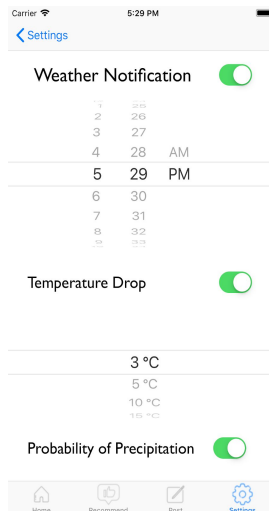 Carrier 5:29 PM
Settings
Weather Notification
1 25
2 26
3 27
4 28 AM
5 29 PM
6 30
7 31
8 32
9 33
Temperature Drop
3 °C
5 °C
10 °C
15 °C
Probability of Precipitation
Home Recommend Post Settings